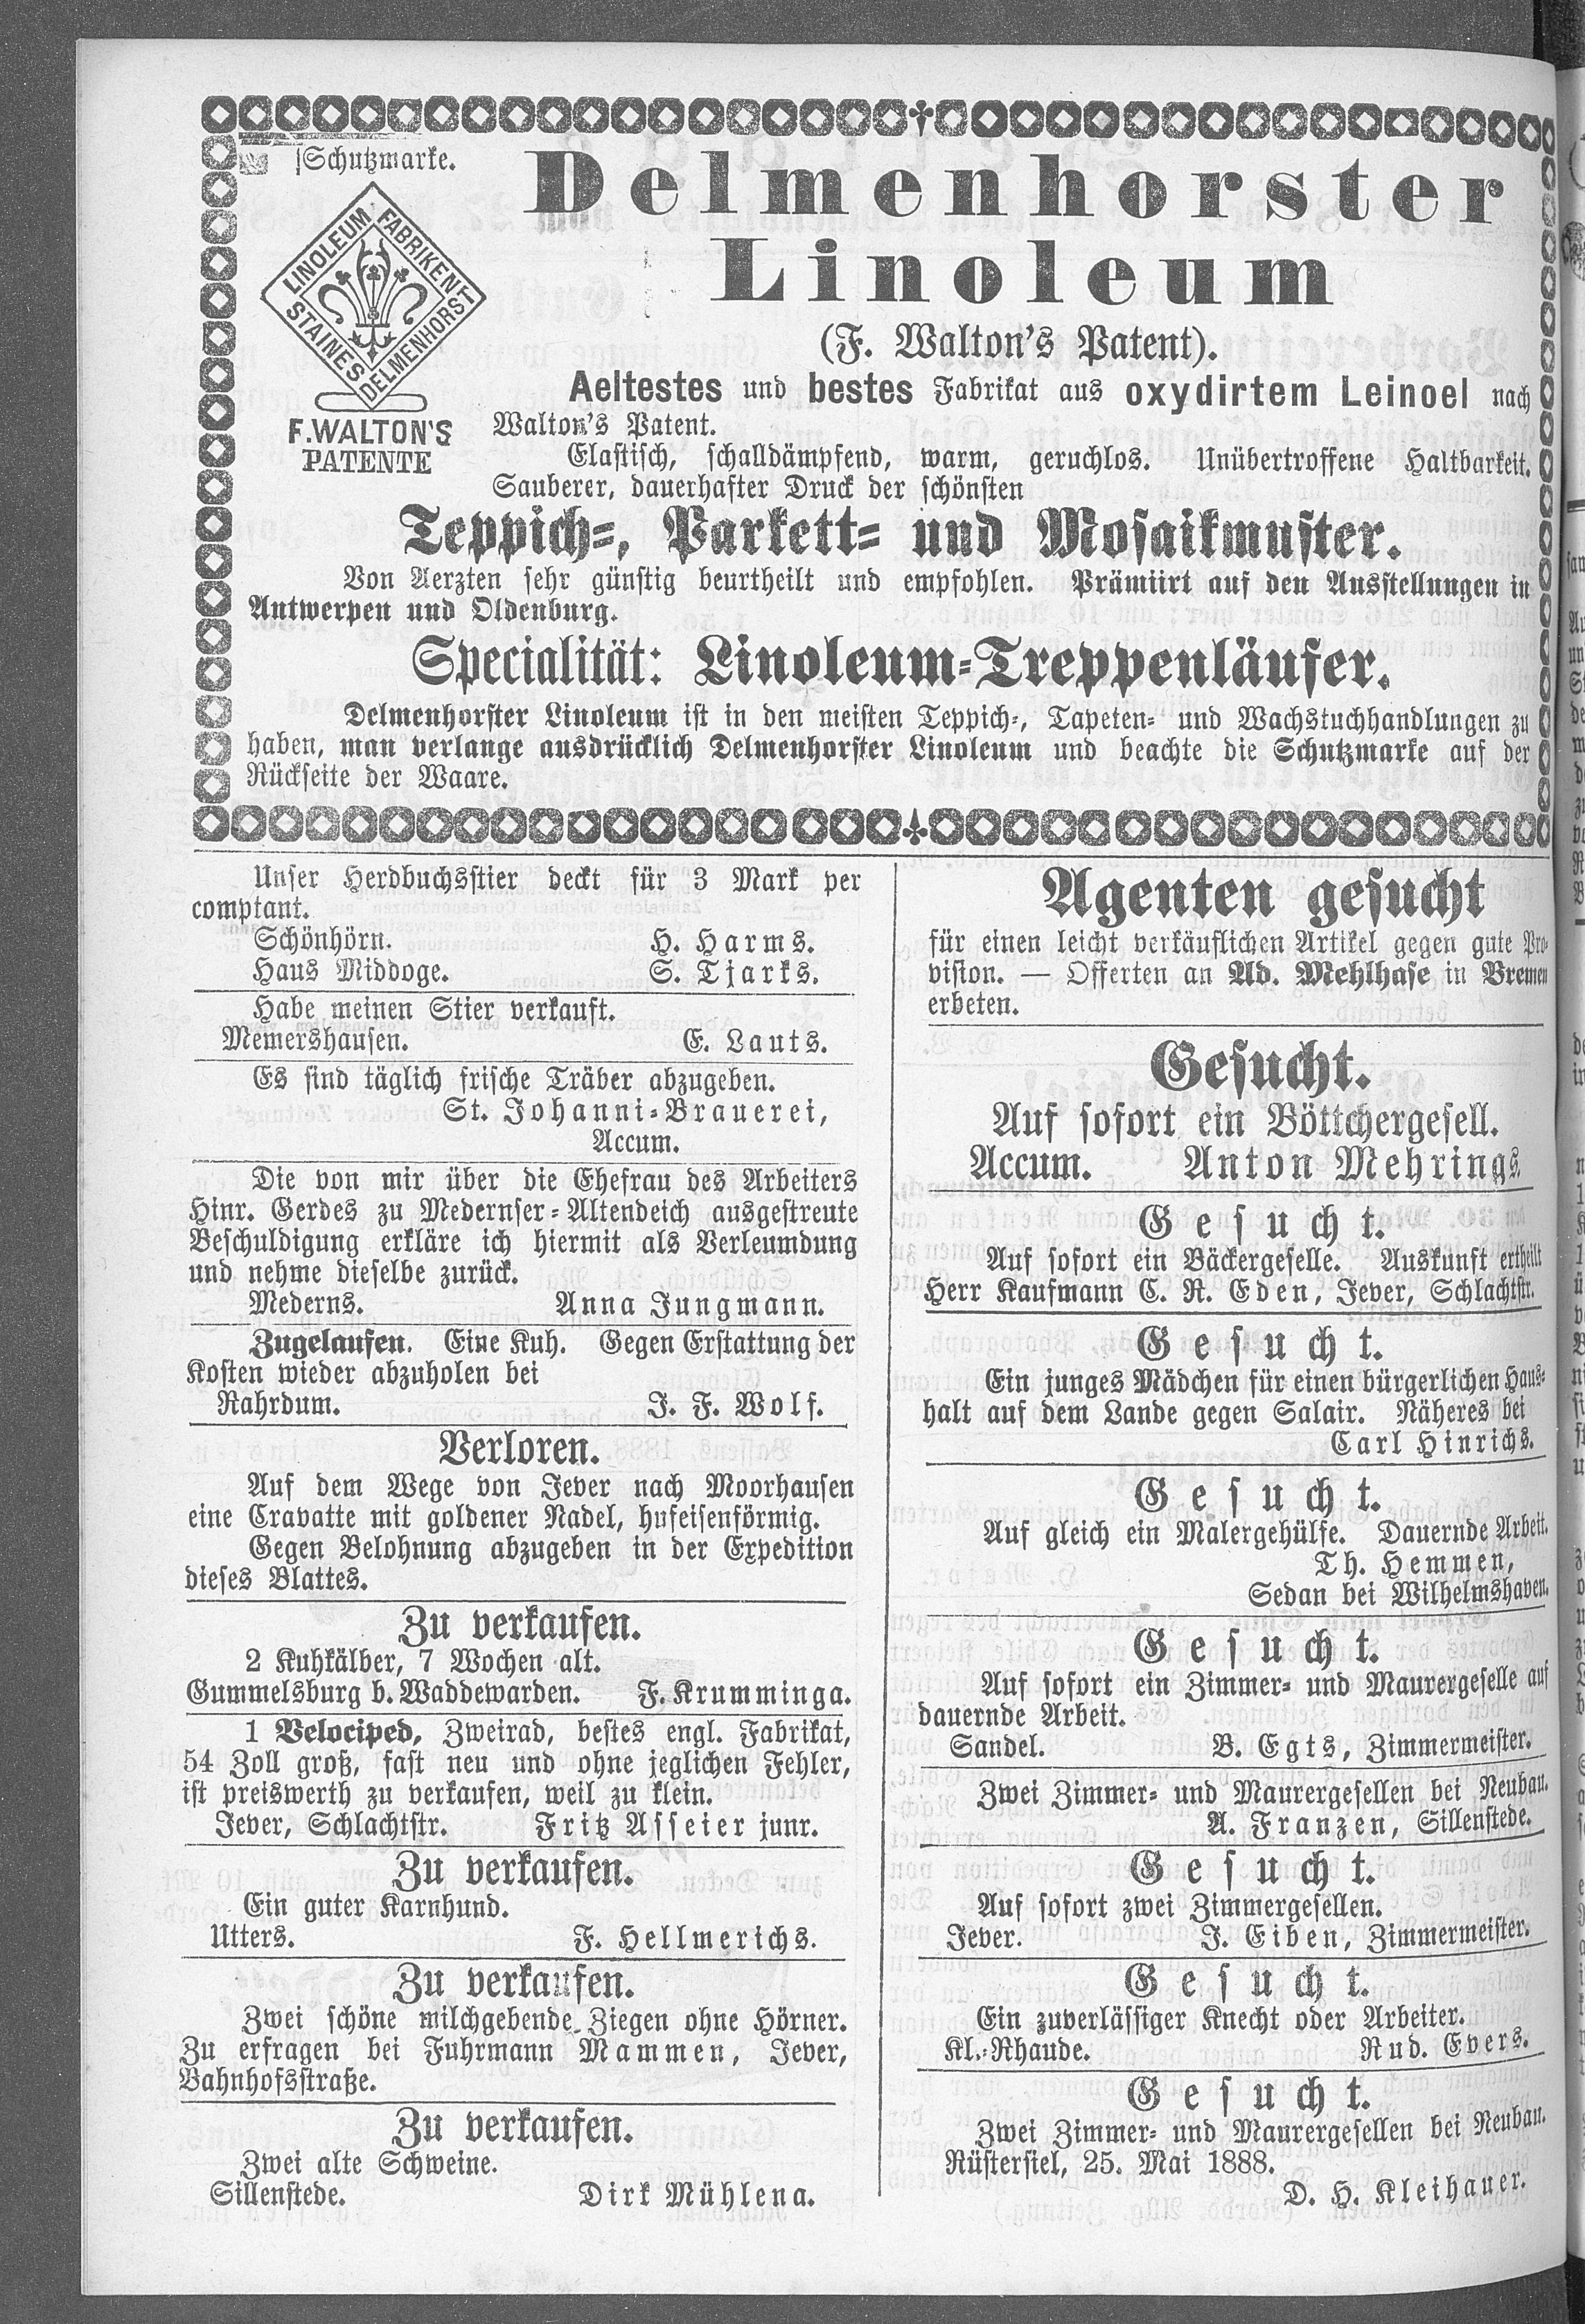 Schutzmarke.
LINOLEUM FABRIKEN
STAINES DELMENHORST
F. WALTON'S
PATENTE
Delmenhorster
Linoleum
(F. Walton's Patent).
Aeltestes und bestes Fabrikat aus oxydirtem Leinoel nach
Walton's Patent.
Elastisch, schalldämpfend, warm, geruchlos. Unübertroffene Haltbarkeit.
Sauberer, dauerhafter Druck der schönsten
Teppich-, Parkett- und Mosaikmuster.
Von Aerzten sehr günstig beurtheilt und empfohlen. Prämiirt auf den Ausstellungen in
Antwerpen und Oldenburg.
Specialität: Linoleum-Treppenläufer.
Delmenhorster Linoleum ist in den meisten Teppich-, Tapeten- und Wachstuchhandlungen zu
haben, man verlange ausdrücklich Delmenhorster Linoleum und beachte die Schutzmarke auf der
Rückseite der Waare.
Unser Herdbuchsstier deckt für 3 Mark per
comptant.
Schönhörn. H. Harms.
Haus Middoge. S. Tjarks.
Habe meinen Stier verkauft.
Memershausen. E. Lauts.
Es sind täglich frische Träber abzugeben.
St. Johanni-Brauerei,
Accum.
Die von mir über die Ehefrau des Arbeiters
Hinr. Gerdes zu Medernser-Altendeich ausgestreute
Beschuldigung erkläre ich hiermit als Verleumdung
und nehme dieselbe zurück.
Mederns. Anna Jungmann.
Zugelaufen. Eine Kuh. Gegen Erstattung der
Kosten wieder abzuholen bei
Rahrdum. J. F. Wolf.
Verloren.
Auf dem Wege von Jever nach Moorhausen
eine Cravatte mit goldener Nadel, hufeisenförmig.
Gegen Belohnung abzugeben in der Expedition
dieses Blattes.
Zu verkaufen.
2 Kuhkälber, 7 Wochen alt.
Gummelsburg b. Waddewarden. F. Krumminga.
1 Velociped, Zweirad, bestes engl. Fabrikat,
54 Zoll groß, fast neu und ohne jeglichen Fehler,
ist preiswerth zu verkaufen, weil zu klein.
Jever, Schlachtstr. Fritz Asseier junr.
Zu verkaufen.
Ein guter Karnhund.
Utters. F. Hellmerichs.
Zu verkaufen.
Zwei schöne milchgebende Ziegen ohne Hörner.
Zu erfragen bei Fuhrmann Mammen, Jever,
Bahnhofsstraße.
Zu verkaufen.
Zwei alte Schweine.
Sillenstede. Dirk Mühlena.
Agenten gesucht
für einen leicht verkäuflichen Artikel gegen gute Pro-
vision. — Offerten an Ad. Mehlhase in Bremen
erbeten.
Gesucht.
Auf sofort ein Böttchergesell.
Accum. Anton Mehrings.
Gesucht.
Auf sofort ein Bäckergeselle. Auskunft ertheilt
Herr Kaufmann C. R. Eden, Jever, Schlachtstr.
Gesucht.
Ein junges Mädchen für einen bürgerlichen Haus-
halt auf dem Lande gegen Salair. Näheres bei
Carl Hinrichs.
Gesucht.
Auf gleich ein Malergehülfe. Dauernde Arbeit.
Th. Hemmen,
Sedan bei Wilhelmshaven.
Gesucht.
Auf sofort ein Zimmer- und Maurergeselle auf
dauernde Arbeit.
Sandel. B. Egts, Zimmermeister.
Zwei Zimmer- und Maurergesellen bei Neubau.
A. Franzen, Sillenstede.
Gesucht.
Auf sofort zwei Zimmergesellen.
Jever. J. Eiben, Zimmermeister.
Gesucht.
Ein zuverlässiger Knecht oder Arbeiter.
Kl.-Rhaude. Rud. Evers.
Gesucht.
Zwei Zimmer- und Maurergesellen bei Neubau.
Rüstersiel, 25. Mai 1888.
D. H. Kleihauer.